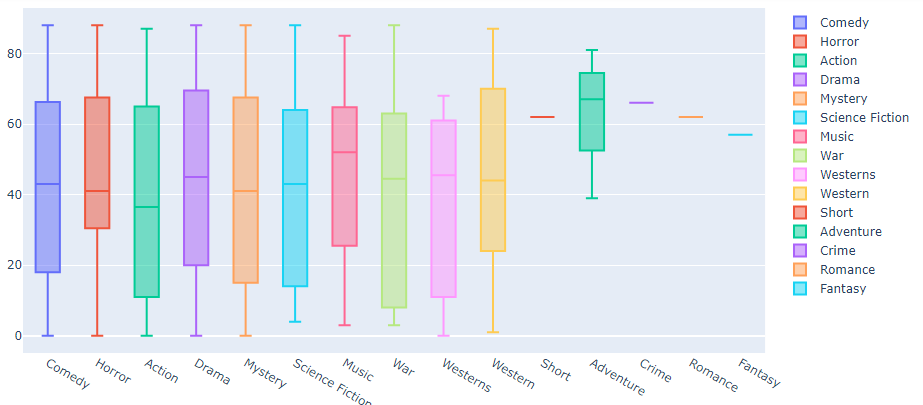 80
60
40
20
0
Comedy
Horror
Action
Drama
Mystery
Science Fiction
Music
War
Westerns
Western
Short
Adventure
Crime
Romance
Fantasy
Comedy
Horror
Action
Drama
Mystery
Science Fiction
Music
War
Westerns
Western
Short
Adventure
Crime
Romance
Fantasy